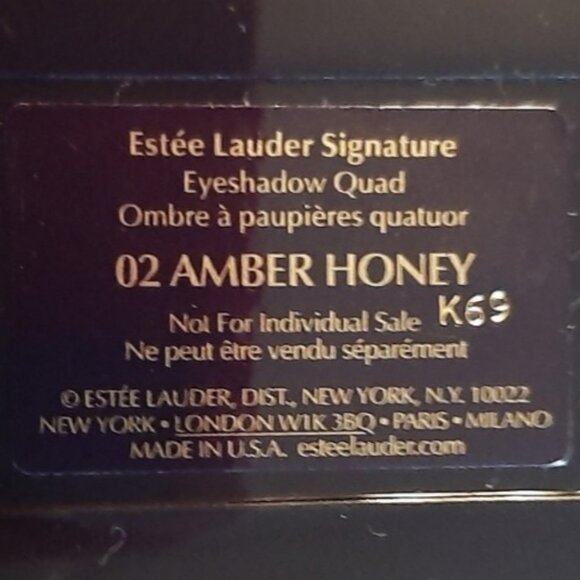 Estée Lauder Signature
Eyeshadow Quad
Ombre à paupières quatuor
02 AMBER HONEY
Not For Individual Sale K69
Ne peut être vendu séparément
© ESTÉE LAUDER, DIST., NEW YORK, N.Y. 10022
NEW YORK • LONDON W1K 3BQ • PARIS • MILANO
MADE IN U.S.A. esteelauder.com